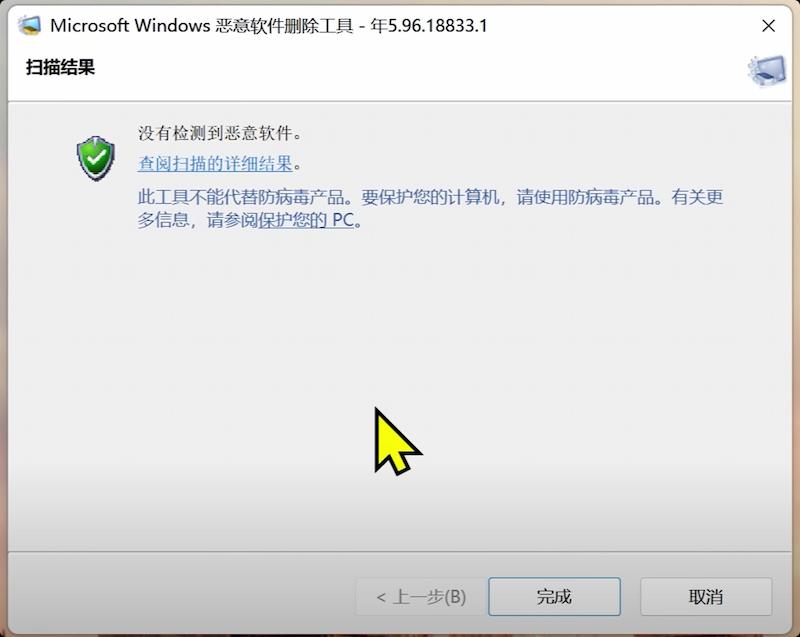 Microsoft Windows 恶意软件删除工具 - 年5.96.18833.1
扫描结果
没有检测到恶意软件。
查阅扫描的详细结果。
此工具不能代替防病毒产品。要保护您的计算机，请使用防病毒产品。有关更
多信息，请参阅保护您的 PC。
< 上一步(B)
完成
取消